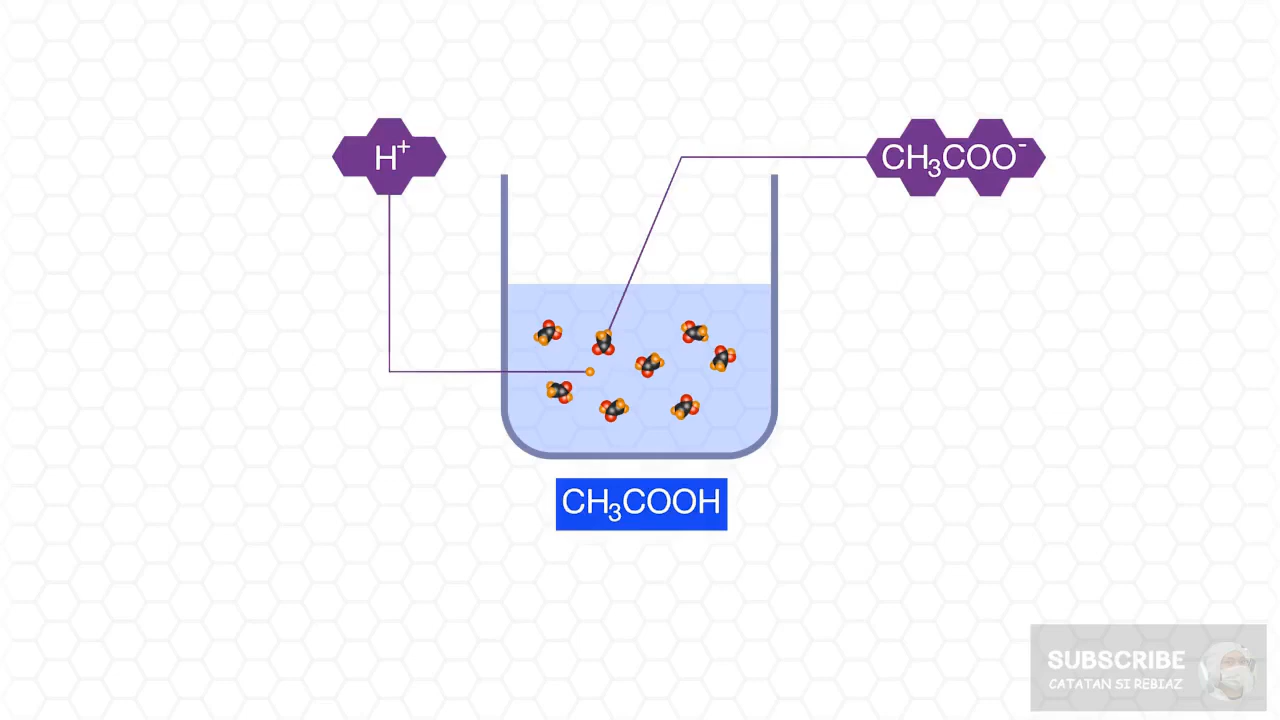 H⁺
CH₃COO⁻
CH₃COOH
SUBSCRIBE
CATATAN SI REBIAZ